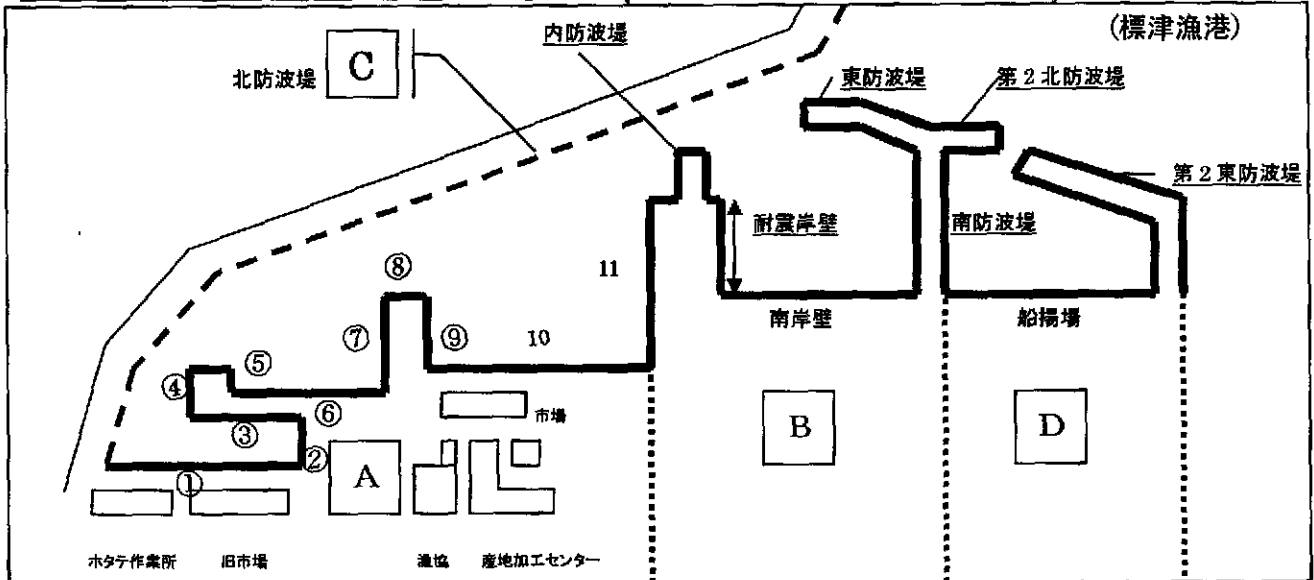 (標津漁港)
内防波堤
北防波堤
C
東防波堤
第2北防波堤
第2東防波堤
耐震岸壁
南防波堤
⑧
11
⑦
⑨
10
南岸壁
船揚場
④
⑤
⑥
③
②
①
市場
A
B
D
ホタテ作業所
旧市場
漁協
産地加工センター